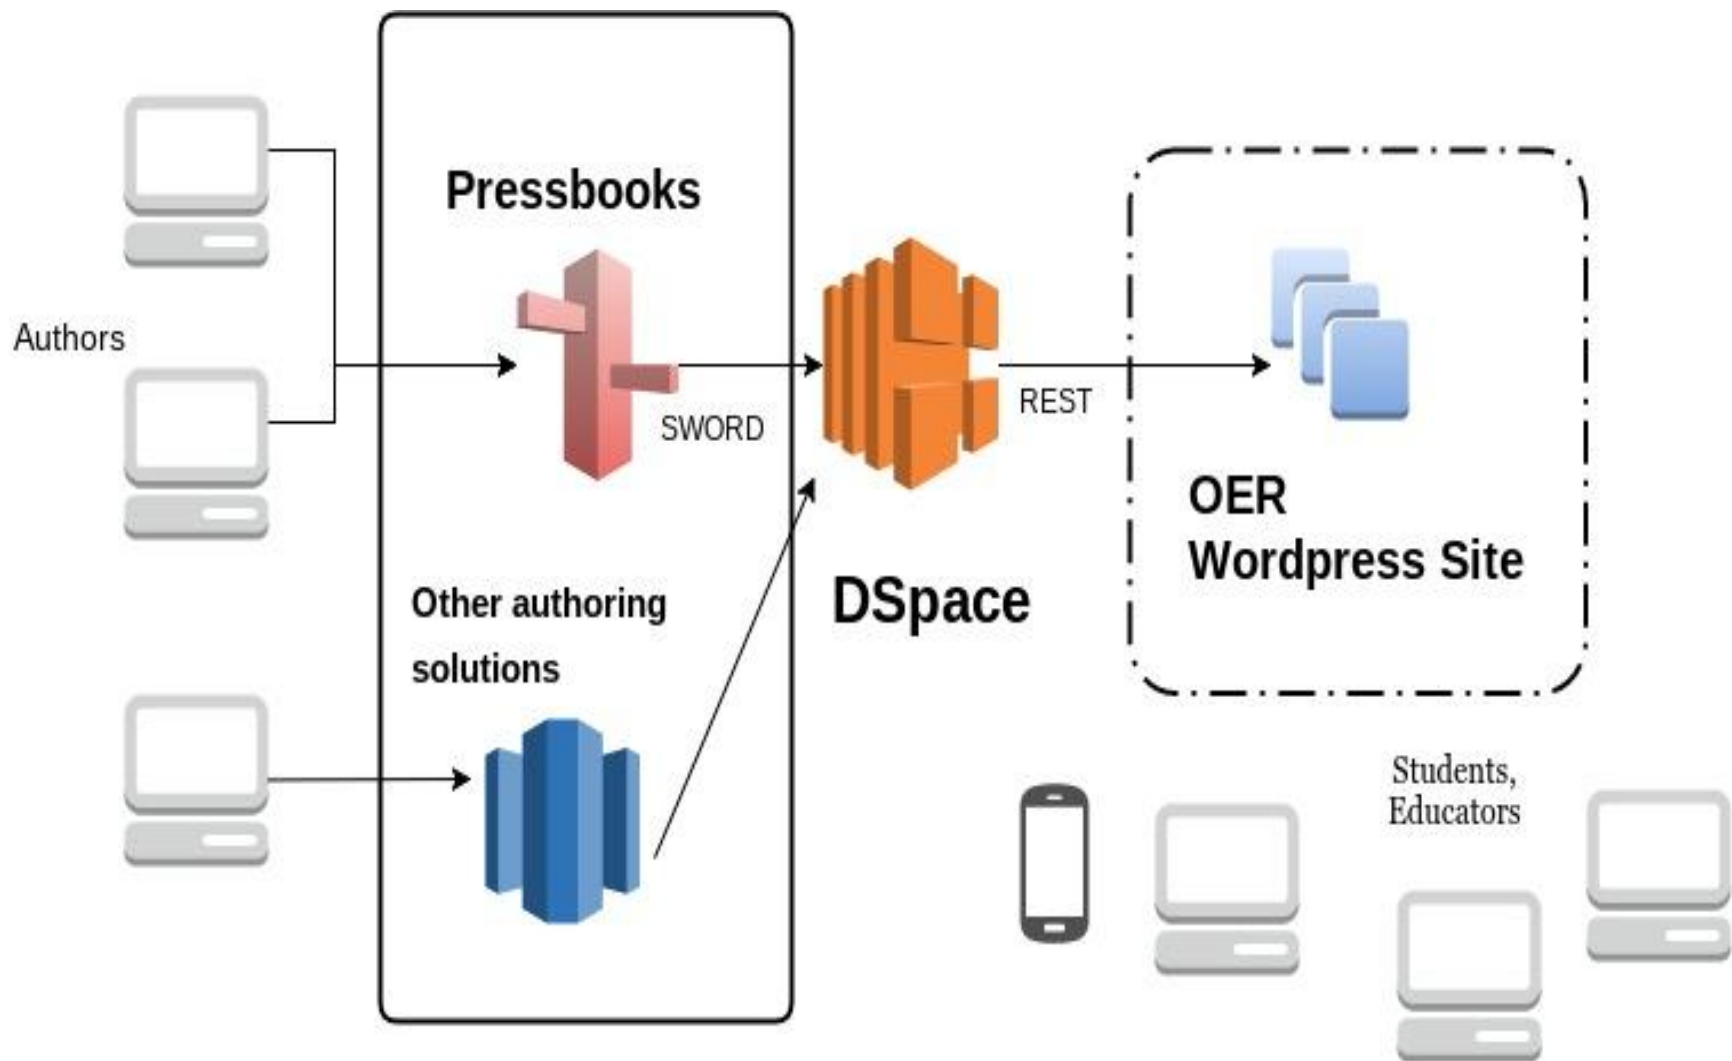 Pressbooks
Authors
SWORD
REST
Other authoring
solutions
DSpace
OER
Wordpress Site
Students,
Educators